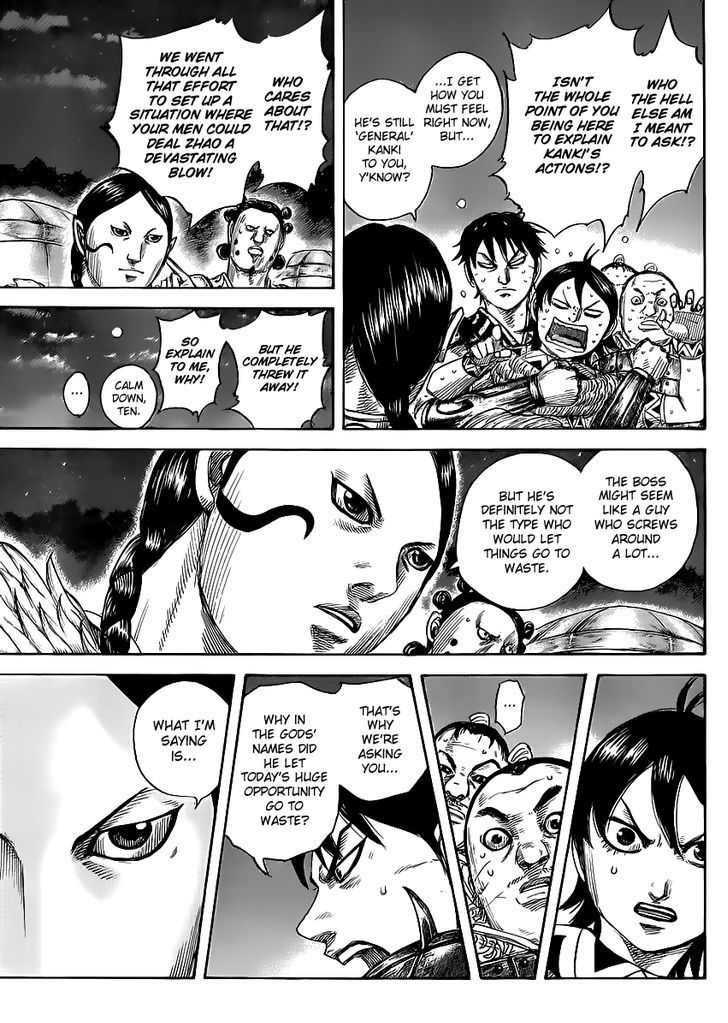 WHO
THE HELL
ELSE AM
I MEANT
TO ASK!?
ISN'T
THE WHOLE
POINT OF YOU
BEING HERE
TO EXPLAIN
KANKI'S
ACTIONS!?
...I GET
HOW YOU
MUST FEEL
RIGHT NOW,
BUT...
HE'S STILL
'GENERAL'
KANKI
TO YOU,
Y'KNOW?
WHO
CARES
ABOUT
THAT!?
WE WENT
THROUGH ALL
THAT EFFORT
TO SET UP A
SITUATION WHERE
YOUR MEN COULD
DEAL ZHAO A
DEVASTATING
BLOW!
BUT HE
COMPLETELY
THREW IT
AWAY!
SO
EXPLAIN
TO ME,
WHY!
CALM
DOWN,
TEN.
...
THE BOSS
MIGHT SEEM
LIKE A GUY
WHO SCREWS
AROUND
A LOT...
BUT HE'S
DEFINITELY NOT
THE TYPE WHO
WOULD LET
THINGS GO TO
WASTE.
...
THAT'S
WHY
WE'RE
ASKING
YOU...
WHY IN
THE GODS'
NAMES DID
HE LET
TODAY'S HUGE
OPPORTUNITY
GO TO
WASTE?
WHAT I'M
SAYING
IS...